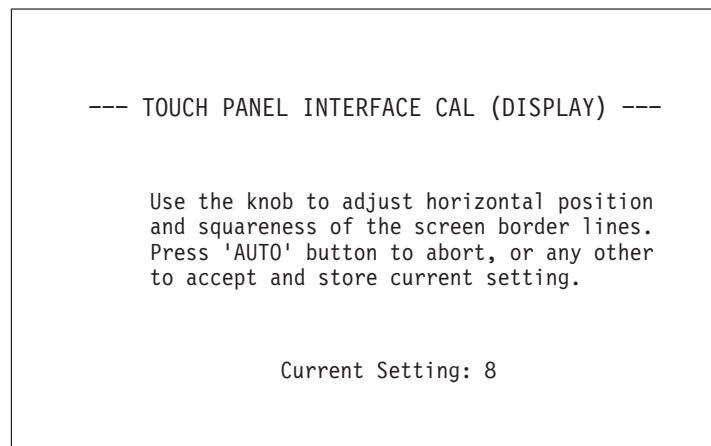 --- TOUCH PANEL INTERFACE CAL (DISPLAY) ---
Use the knob to adjust horizontal position
and squareness of the screen border lines.
Press 'AUTO' button to abort, or any other
to accept and store current setting.
Current Setting: 8